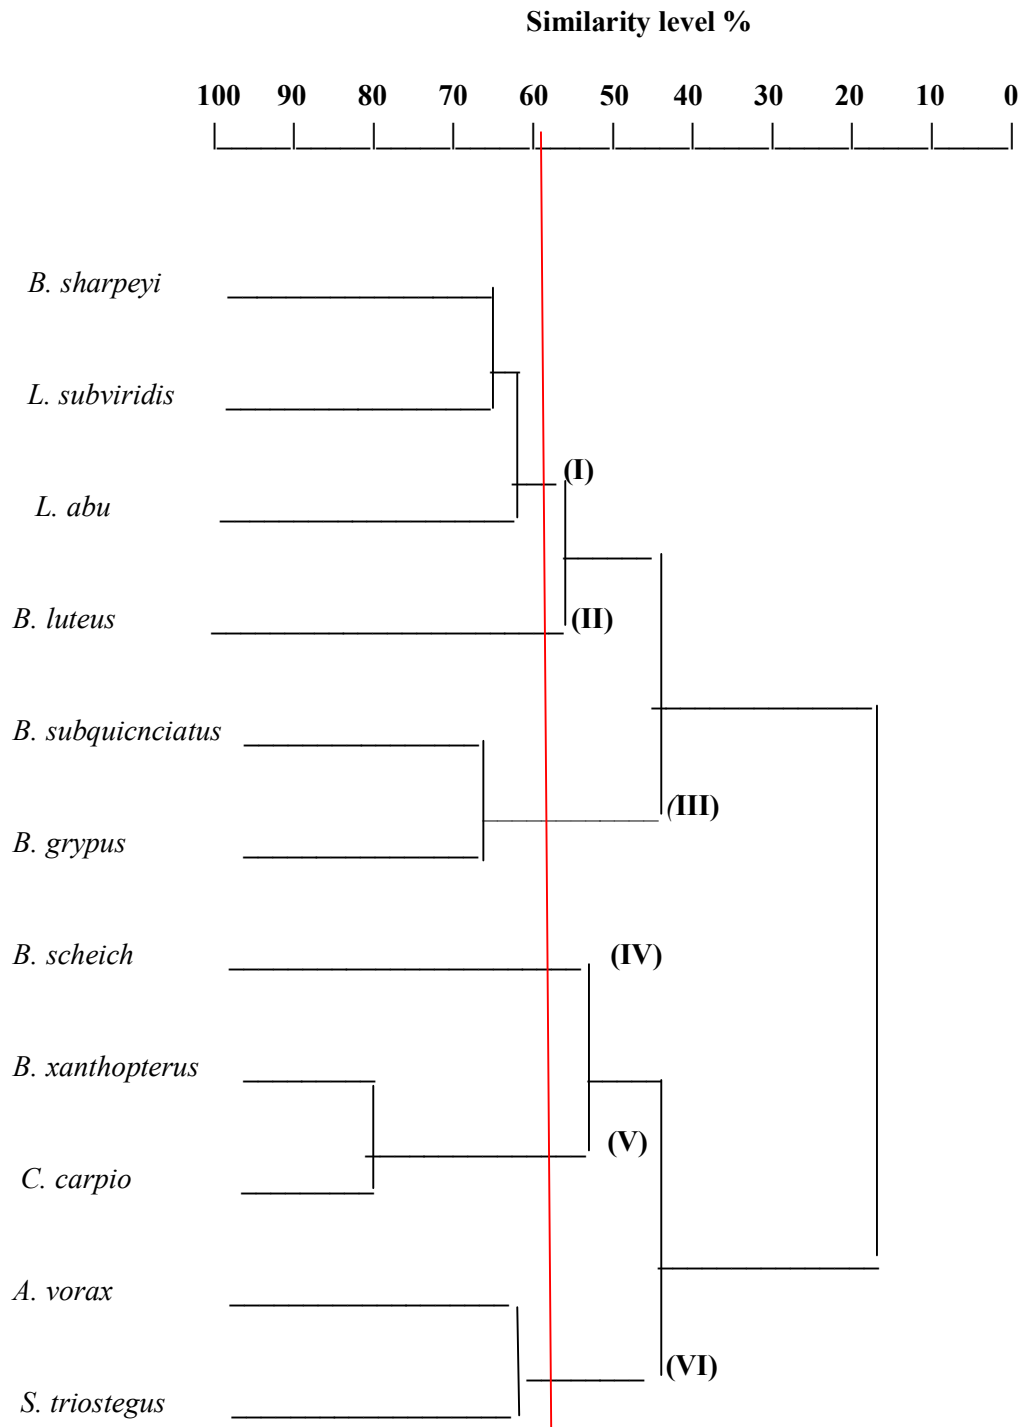 Similarity level %
100 90 80 70 60 50 40 30 20 10 0
B. sharpeyi
L. subviridis
(I)
L. abu
B. luteus (II)
B. subquicnciatus
(III)
B. grypus
B. scheich (IV)
B. xanthopterus
(V)
C. carpio
A. vorax
(VI)
S. triostegus